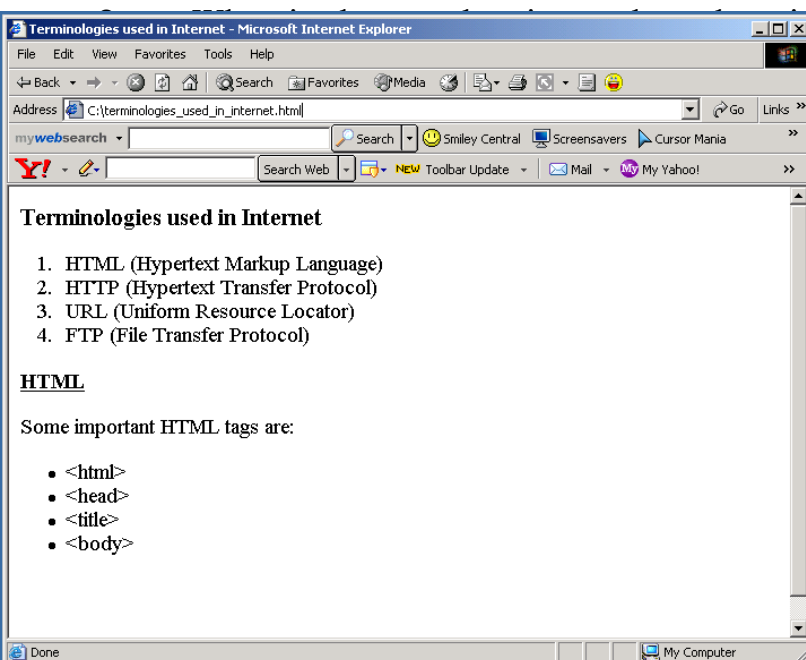 Terminologies used in Internet - Microsoft Internet Explorer
File Edit View Favorites Tools Help
Back Search Favorites Media
Address C:\terminologies_used_in_internet.html Go Links »
mywebsearch Search Smiley Central Screensavers Cursor Mania »
Y! Search Web NEW Toolbar Update Mail My My Yahoo! »
Terminologies used in Internet
1. HTML (Hypertext Markup Language)
2. HTTP (Hypertext Transfer Protocol)
3. URL (Uniform Resource Locator)
4. FTP (File Transfer Protocol)
HTML
Some important HTML tags are:
• <html>
• <head>
• <title>
• <body>
Done My Computer